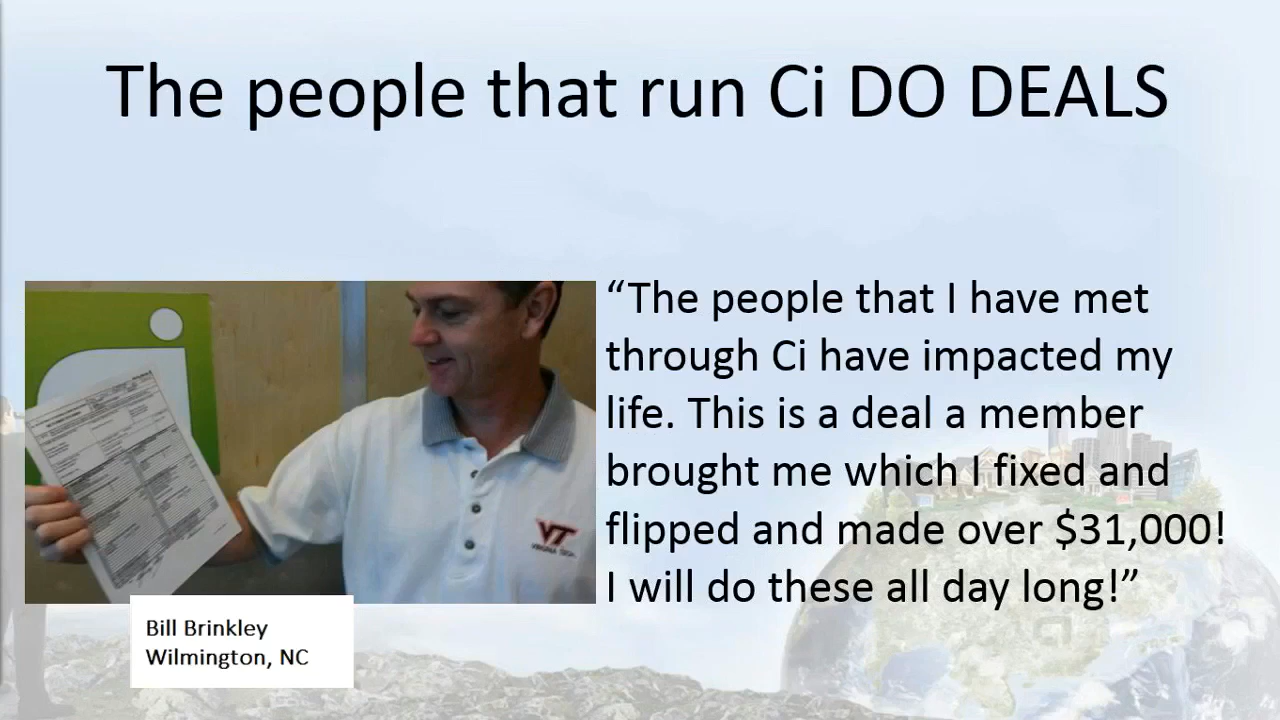 The people that run Ci DO DEALS
“The people that I have met
through Ci have impacted my
life. This is a deal a member
brought me which I fixed and
flipped and made over $31,000!
I will do these all day long!”
VT
VIRGINIA TECH
Bill Brinkley
Wilmington, NC